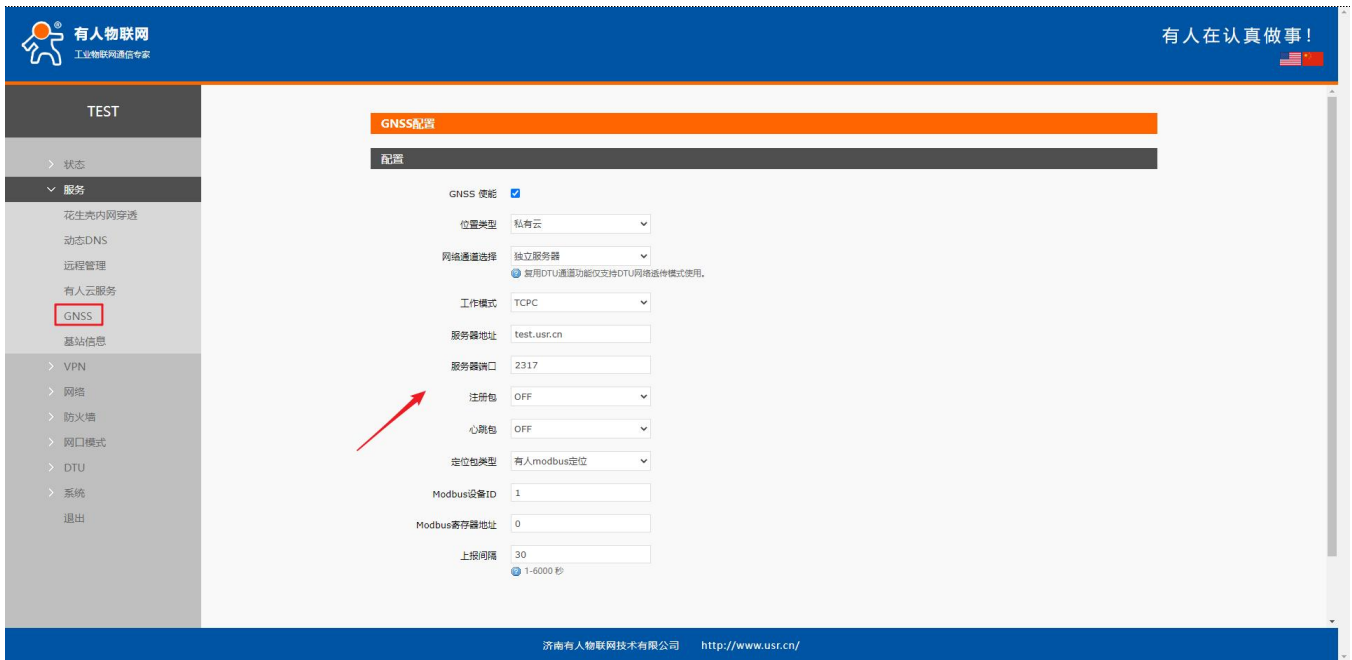 有人物联网
工业物联网通信专家
有人在认真做事!
TEST
状态
服务
花生壳内网穿透
动态DNS
远程管理
有人云服务
GNSS
基站信息
VPN
网络
防火墙
网口模式
DTU
系统
退出
GNSS配置
配置
GNSS 使能
位置类型 私有云
网络通道选择 独立服务器
复用DTU通道功能仅支持DTU网络透传模式使用。
工作模式 TCPC
服务器地址 test.usr.cn
服务器端口 2317
注册包 OFF
心跳包 OFF
定位包类型 有人modbus定位
Modbus设备ID 1
Modbus寄存器地址 0
上报间隔 30
1-6000 秒
济南有人物联网技术有限公司 http://www.usr.cn/